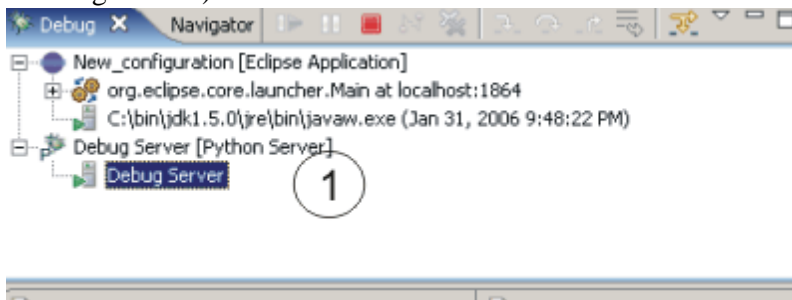 Debug Navigator
New_configuration [Eclipse Application]
org.eclipse.core.launcher.Main at localhost:1864
C:\bin\jdk1.5.0\jre\bin\javaw.exe (Jan 31, 2006 9:48:22 PM)
Debug Server [Python Server]
Debug Server
1